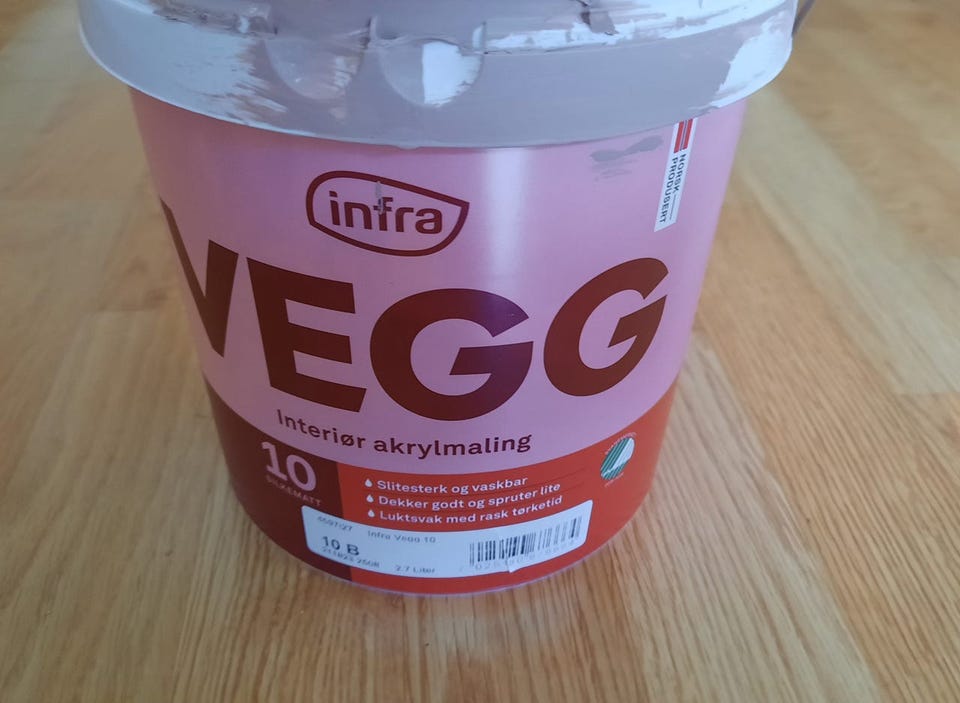 infra
NORSK
PRODUSERT
VEGG
Interiør akrylmaling
10
SILKEMATT
Slitesterk og vaskbar
Dekker godt og spruter lite
Luktsvak med rask tørketid
Infra Vegg 10
10 B
2.7 Liter